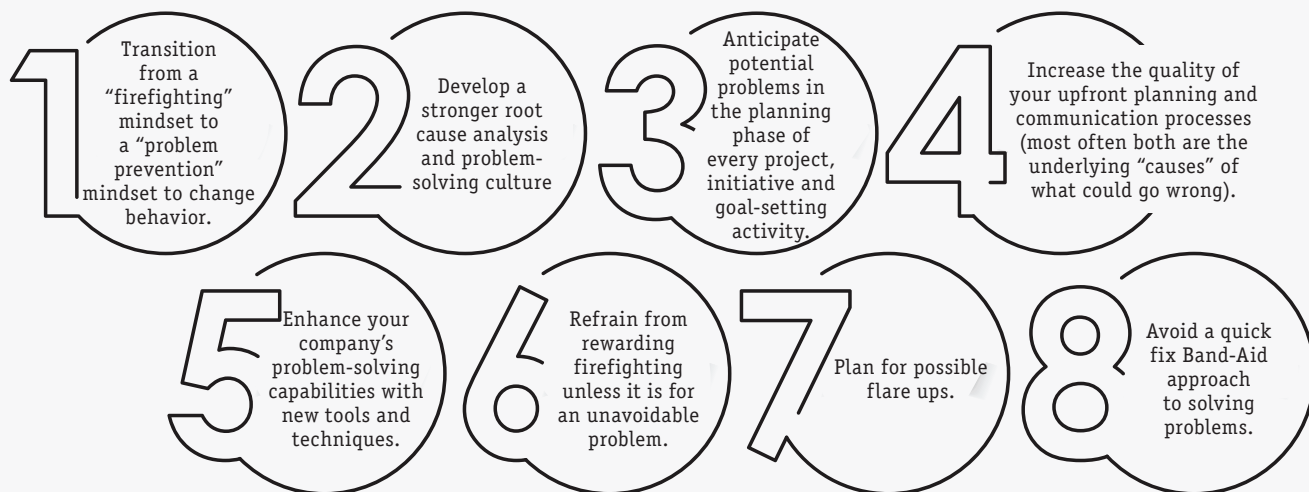 1
Transition
from a
“firefighting”
mindset to
a “problem
prevention”
mindset to change
behavior.
2
Develop a
stronger root
cause analysis
and problem-
solving culture
3
Anticipate
potential
problems in
the planning
phase of
every project,
initiative and
goal-setting
activity.
4
Increase the quality of
your upfront planning and
communication processes
(most often both are the
underlying “causes” of
what could go wrong).
5
Enhance your
company’s
problem-solving
capabilities with
new tools and
techniques.
6
Refrain from
rewarding
firefighting
unless it is for
an unavoidable
problem.
7
Plan for possible
flare ups.
8
Avoid a quick
fix Band-Aid
approach
to solving
problems.